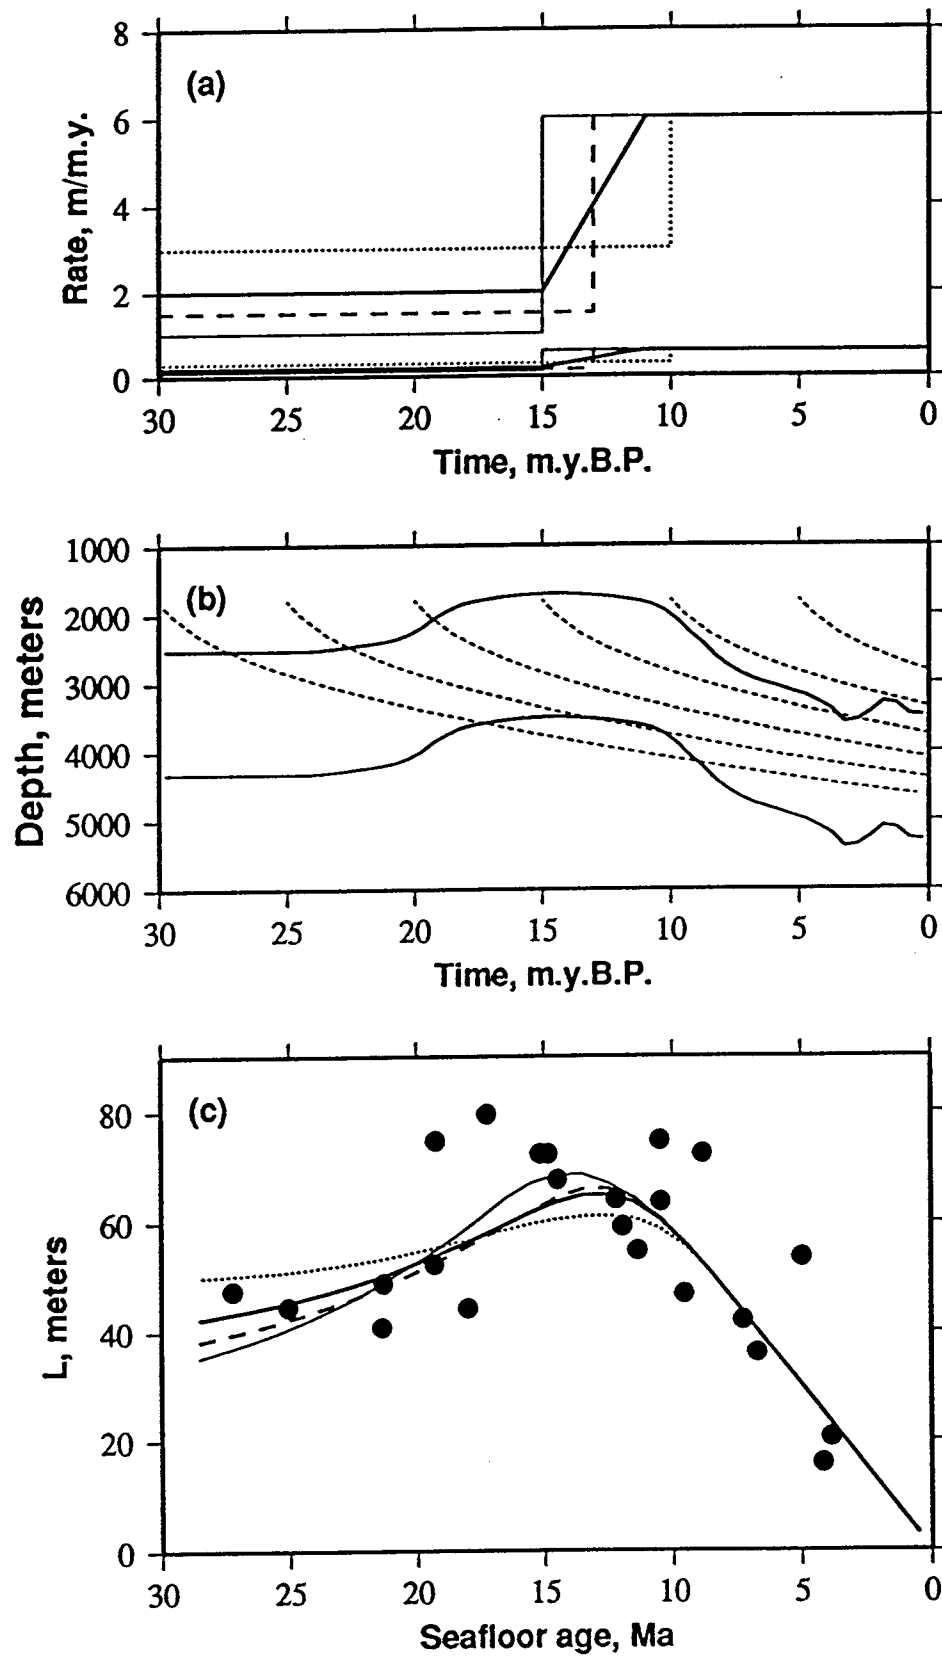 (a)
Rate, m/m.y.
8
6
4
2
0
30 25 20 15 10 5 0
Time, m.y.B.P.
(b)
Depth, meters
1000
2000
3000
4000
5000
6000
30 25 20 15 10 5 0
Time, m.y.B.P.
(c)
L, meters
80
60
40
20
0
30 25 20 15 10 5 0
Seafloor age, Ma